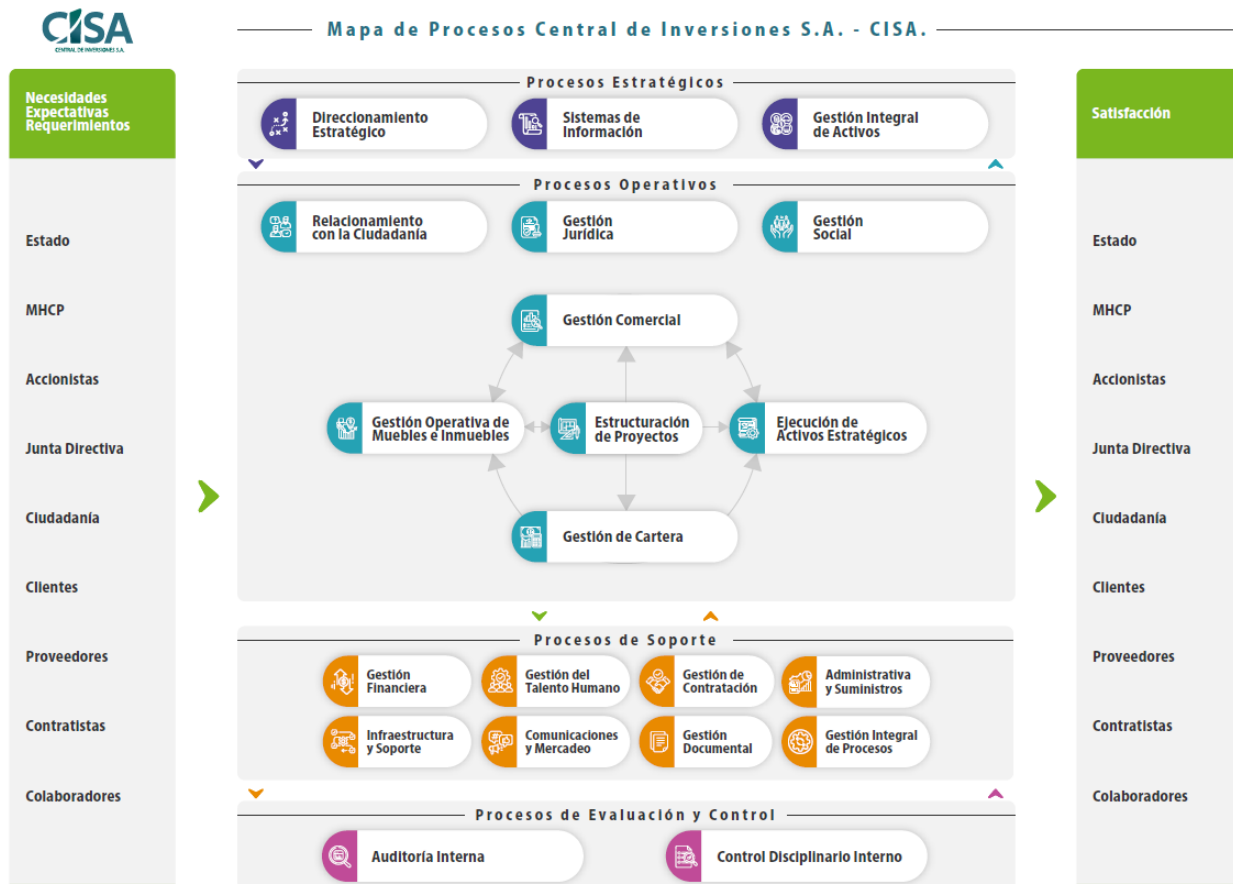 CISA
CENTRAL DE INVERSIONES S.A.
Mapa de Procesos Central de Inversiones S.A. - CISA.
Necesidades
Expectativas
Requerimientos
Estado
MHCP
Accionistas
Junta Directiva
Ciudadanía
Clientes
Proveedores
Contratistas
Colaboradores
Procesos Estratégicos
Direccionamiento
Estratégico
Sistemas de
Información
Gestión Integral
de Activos
Procesos Operativos
Relacionamiento
con la Ciudadanía
Gestión
Jurídica
Gestión
Social
Gestión Comercial
Gestión Operativa de
Muebles e Inmuebles
Estructuración
de Proyectos
Ejecución de
Activos Estratégicos
Gestión de Cartera
Procesos de Soporte
Gestión
Financiera
Gestión del
Talento Humano
Gestión de
Contratación
Administrativa
y Suministros
Infraestructura
y Soporte
Comunicaciones
y Mercadeo
Gestión
Documental
Gestión Integral
de Procesos
Procesos de Evaluación y Control
Auditoría Interna
Control Disciplinario Interno
Satisfacción
Estado
MHCP
Accionistas
Junta Directiva
Ciudadanía
Clientes
Proveedores
Contratistas
Colaboradores